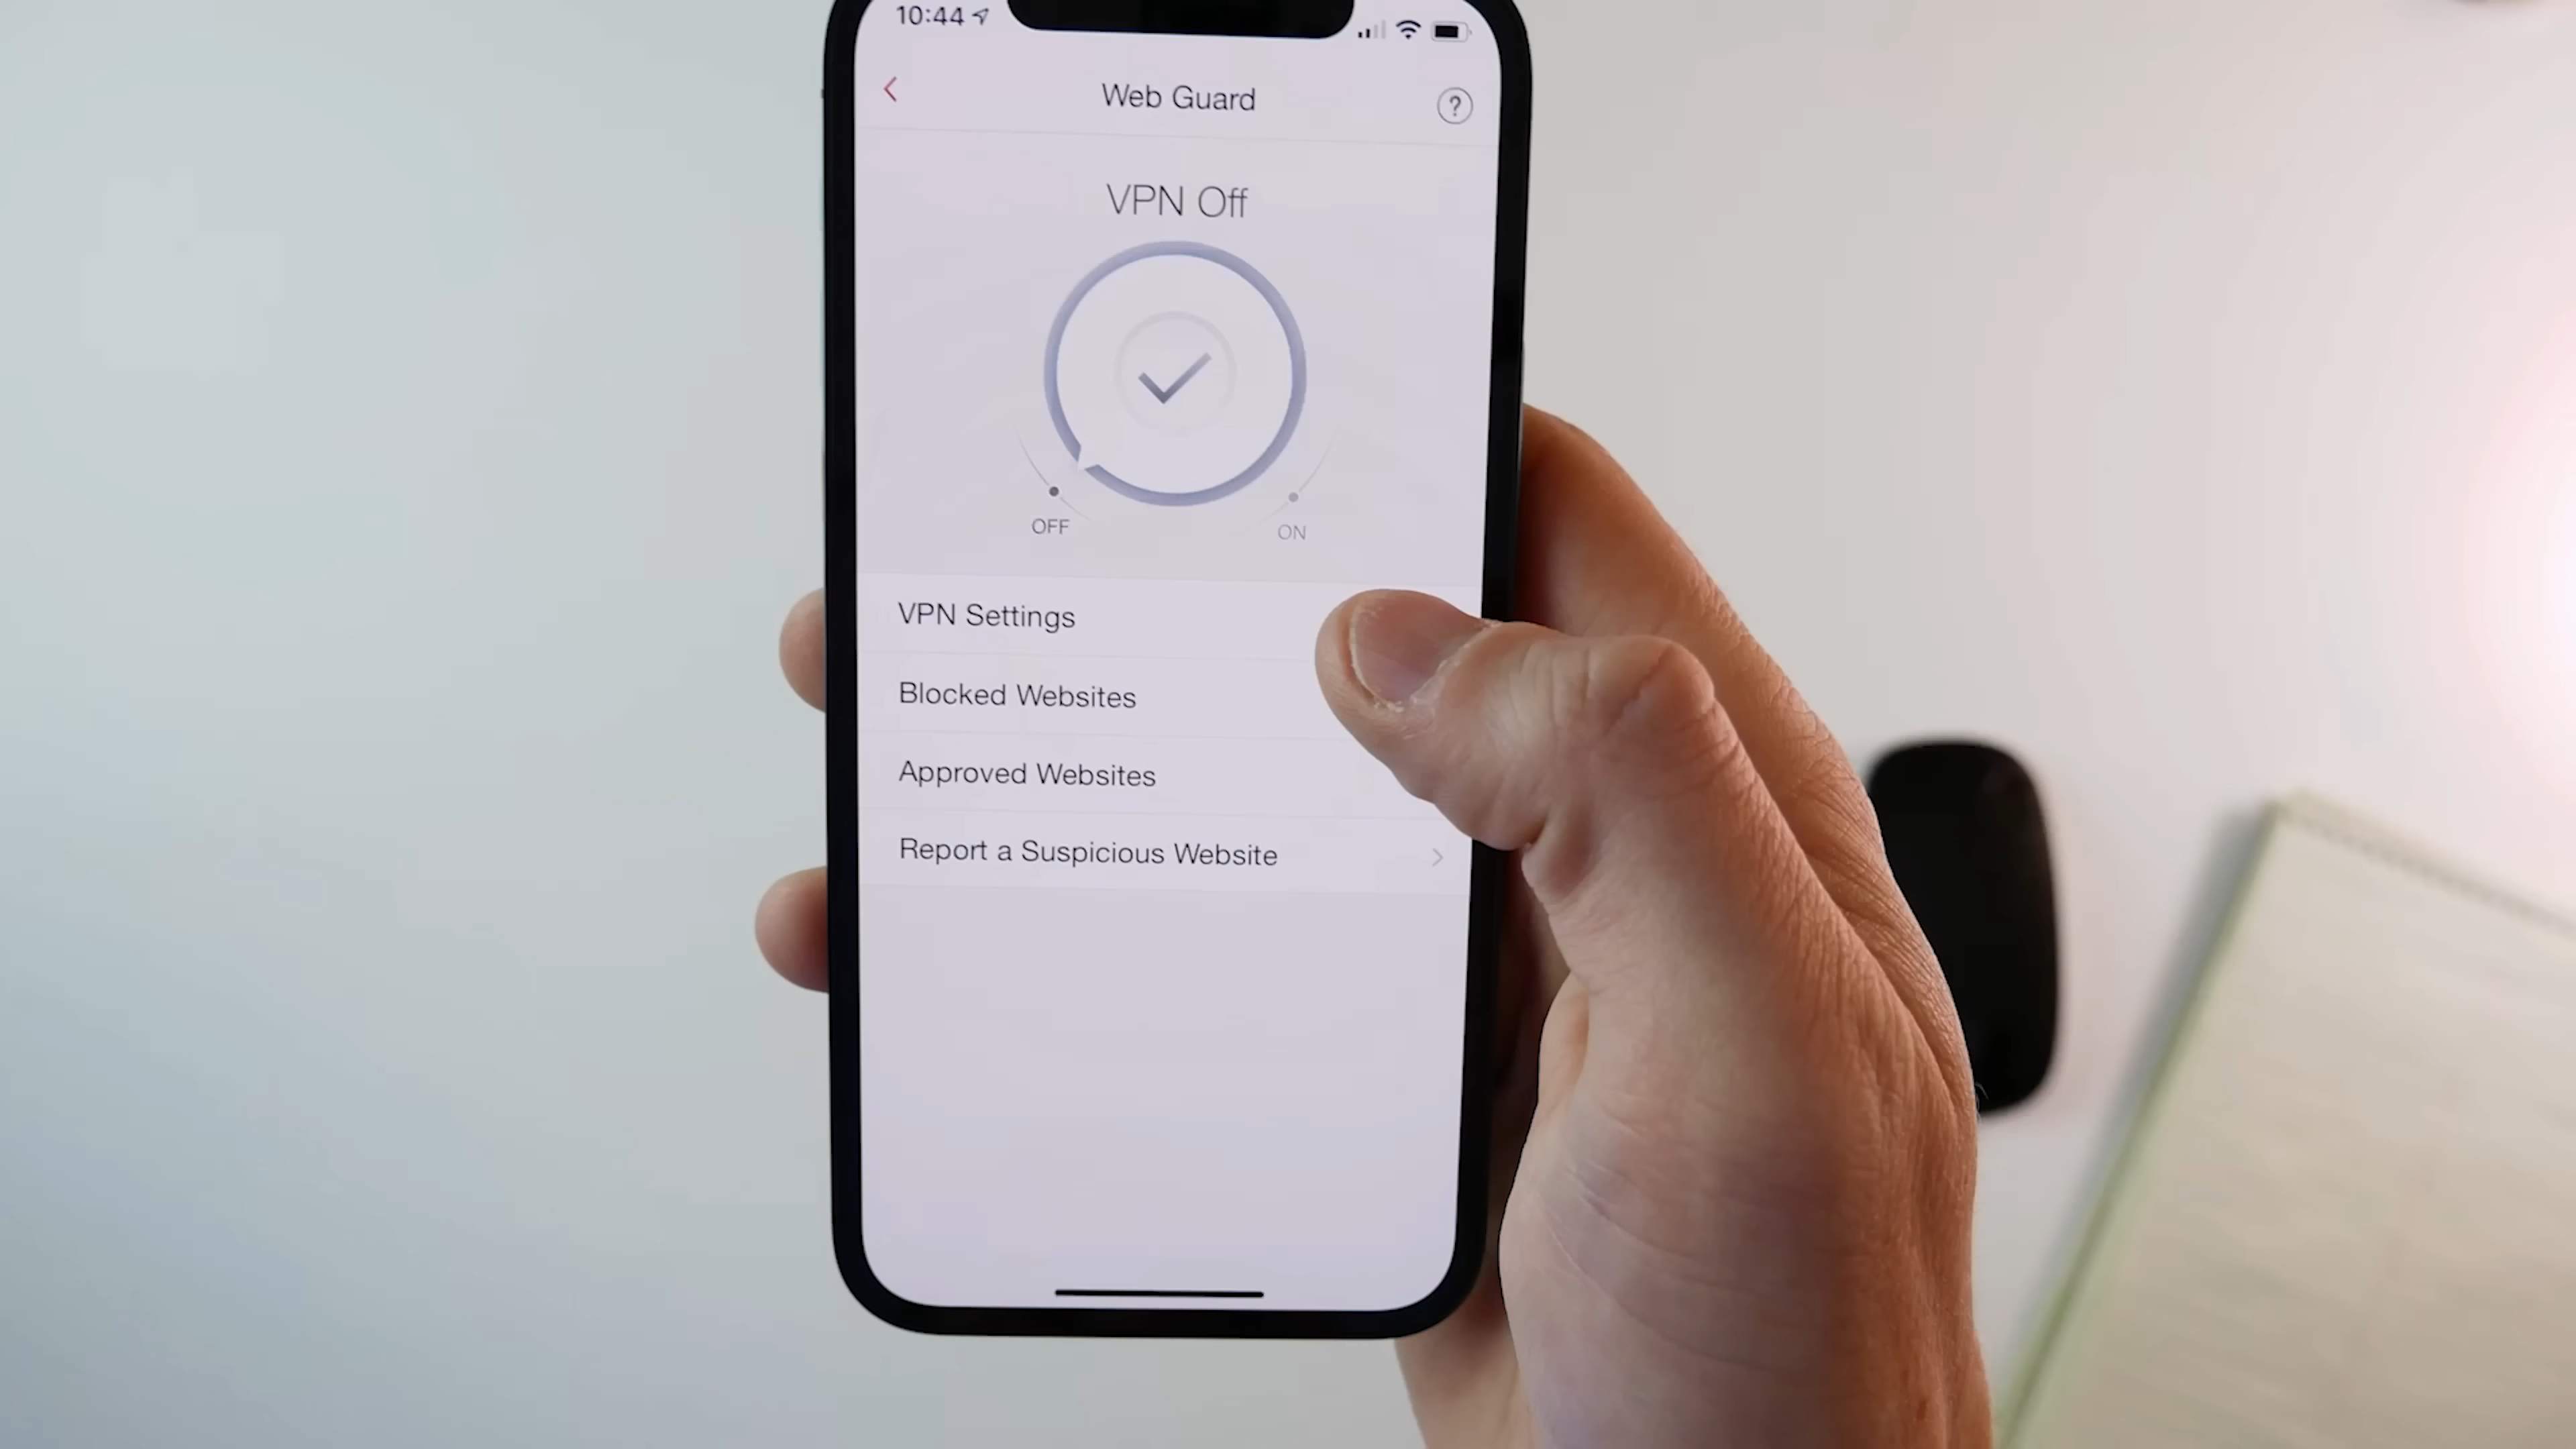 10:44
Web Guard
?
VPN Off
OFF
ON
VPN Settings
Blocked Websites
Approved Websites
Report a Suspicious Website